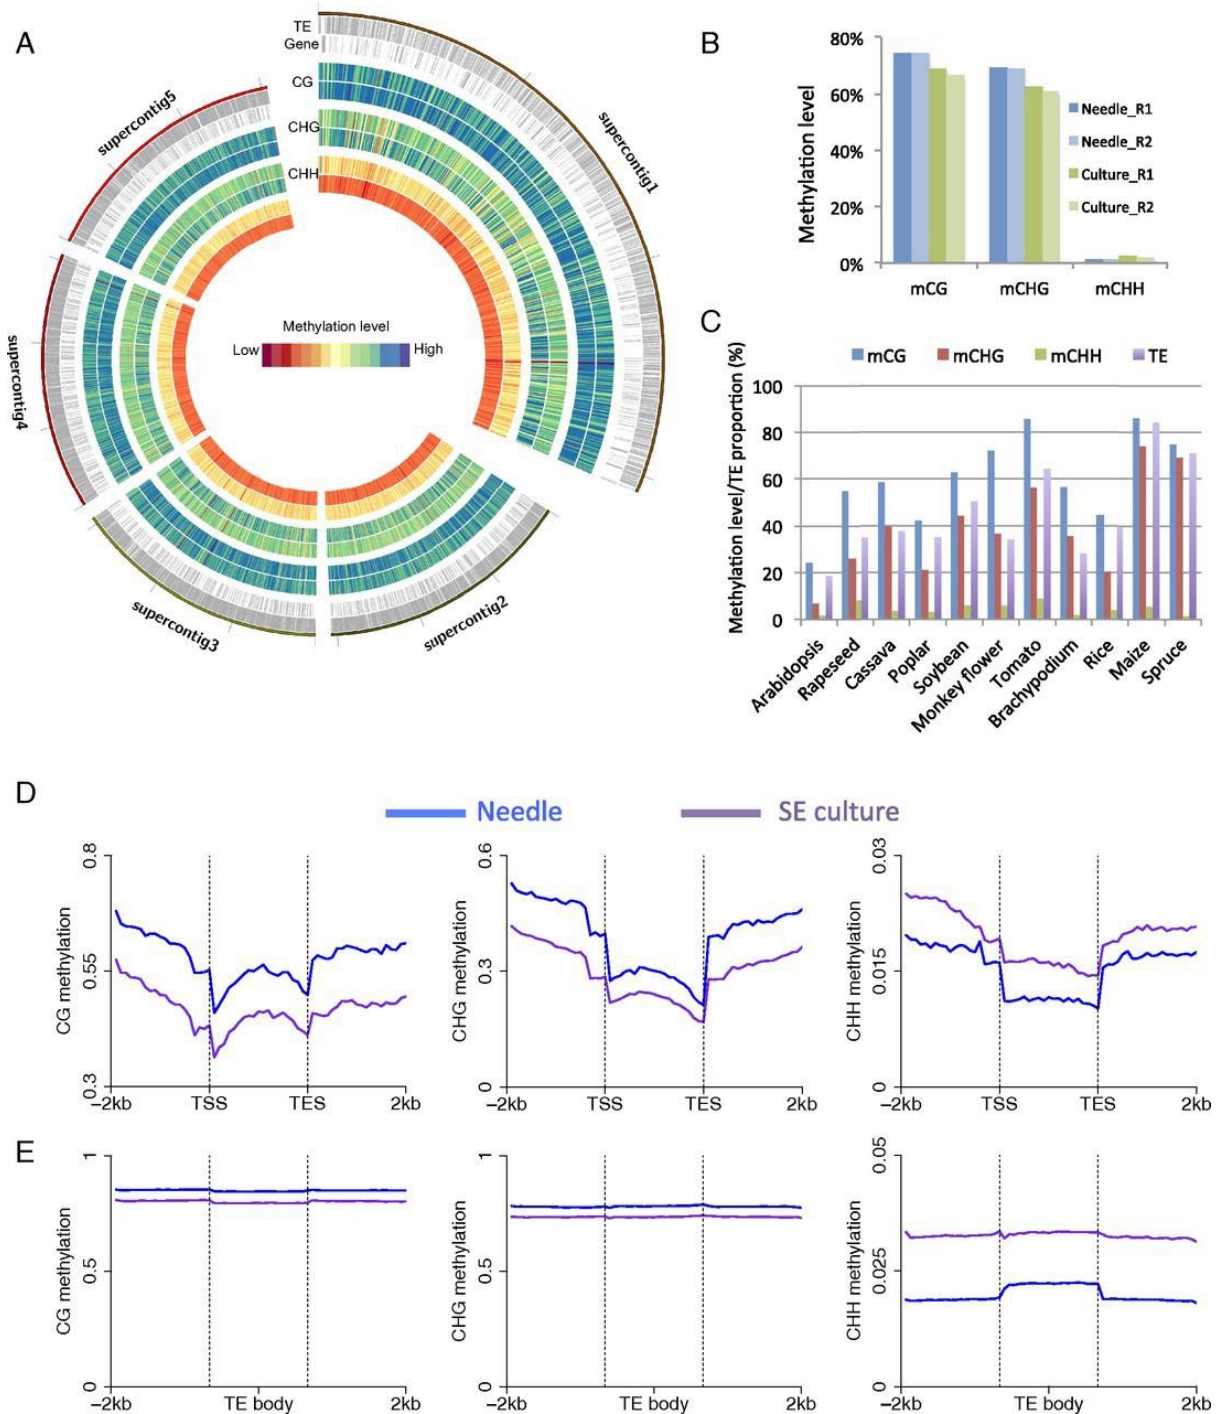 A
TE
Gene
CG
CHG
CHH
supercontig1
supercontig2
supercontig3
supercontig4
supercontig5
Methylation level
Low
High
B
Methylation level
80%
60%
40%
20%
0%
mCG
mCHG
mCHH
Needle_R1
Needle_R2
Culture_R1
Culture_R2
C
mCG
mCHG
mCHH
TE
Methylation level/TE proportion (%)
100
80
60
40
20
0
Arabidopsis
Rapeseed
Cassava
Poplar
Soybean
Monkey flower
Tomato
Brachypodium
Rice
Maize
Spruce
D
Needle
SE culture
CG methylation
0.8
0.55
0.3
−2kb
TSS
TES
2kb
CHG methylation
0.6
0.3
0
−2kb
TSS
TES
2kb
CHH methylation
0.03
0.015
0
−2kb
TSS
TES
2kb
E
CG methylation
1
0.5
0
−2kb
TE body
2kb
CHG methylation
1
0.5
0
−2kb
TE body
2kb
CHH methylation
0.05
0.025
0
−2kb
TE body
2kb